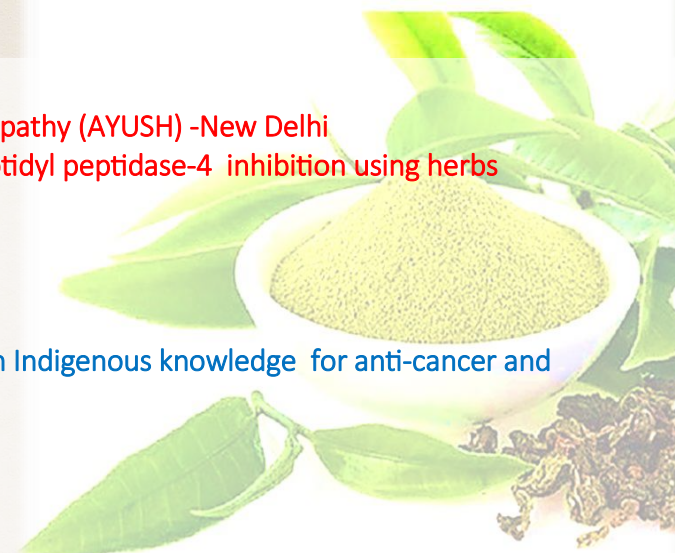 pathy (AYUSH) -New Delhi
tidyl peptidase-4  inhibition using herbs
n Indigenous knowledge  for anti-cancer and